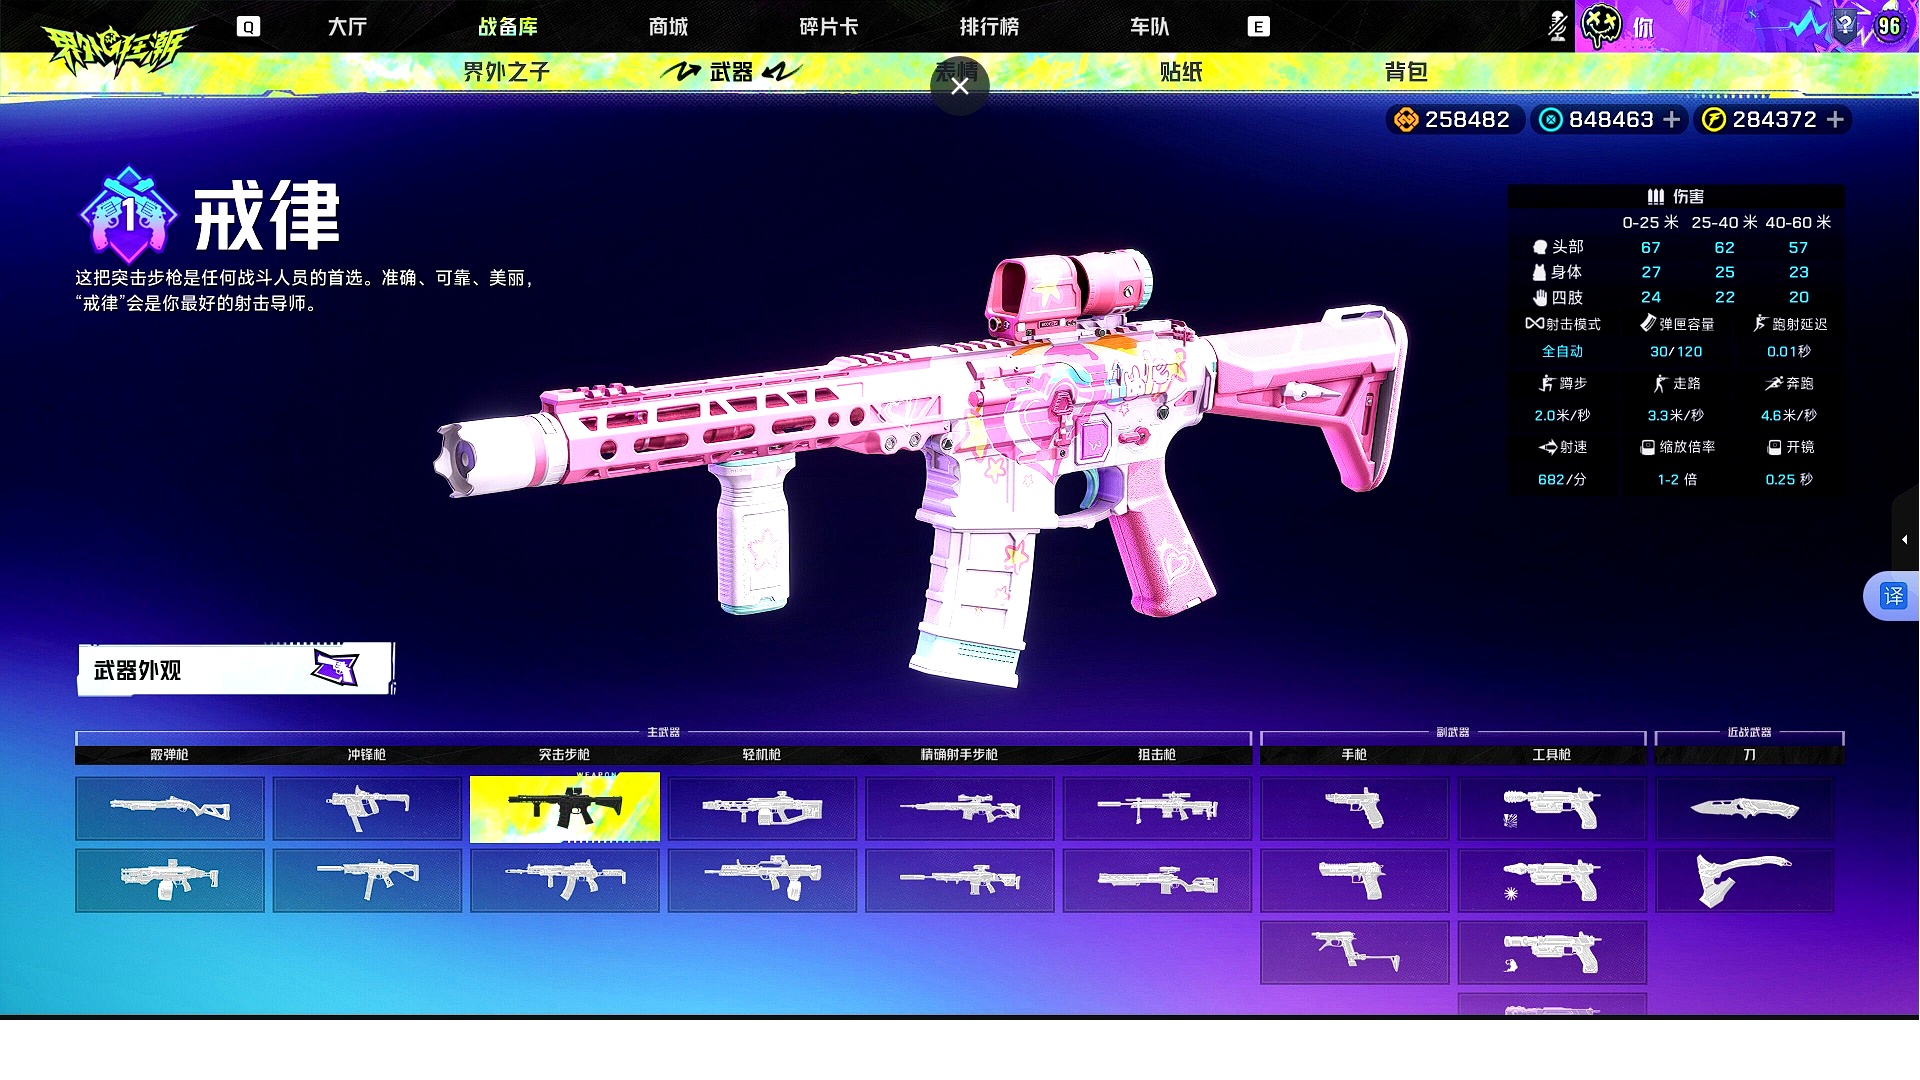 界外狂潮
Q 大厅 战备库 商城 碎片卡 排行榜 车队 E
你
96
界外之子 武器 表情 贴纸 背包
258482 848463 284372
1
戒律
这把突击步枪是任何战斗人员的首选。准确、可靠、美丽，
“戒律”会是你最好的射击导师。
伤害
0-25 米 25-40 米 40-60 米
头部 67 62 57
身体 27 25 23
四肢 24 22 20
射击模式 弹匣容量 跑射延迟
全自动 30/120 0.01秒
蹲步 走路 奔跑
2.0米/秒 3.3米/秒 4.6米/秒
射速 缩放倍率 开镜
682/分 1-2 倍 0.25 秒
译
武器外观
主武器 副武器 近战武器
霰弹枪 冲锋枪 突击步枪 轻机枪 精确射手步枪 狙击枪 手枪 工具枪 刀
WEAPON